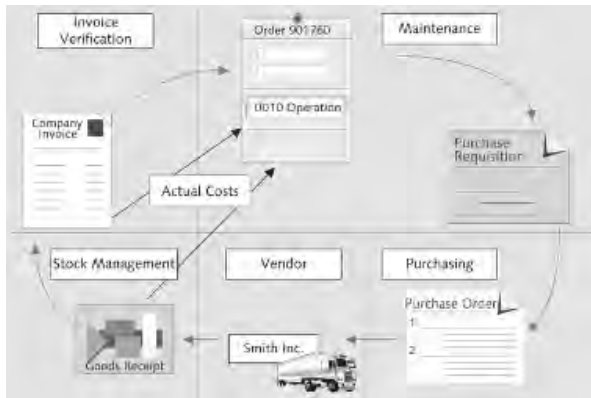 Invoice
Verification
Order 901760
Maintenance
0010 Operation
Company
Invoice
Purchase
Requisition
Actual Costs
Stock Management
Vendor
Purchasing
Purchase Order
1
2
Smith Inc.
Goods Receipt